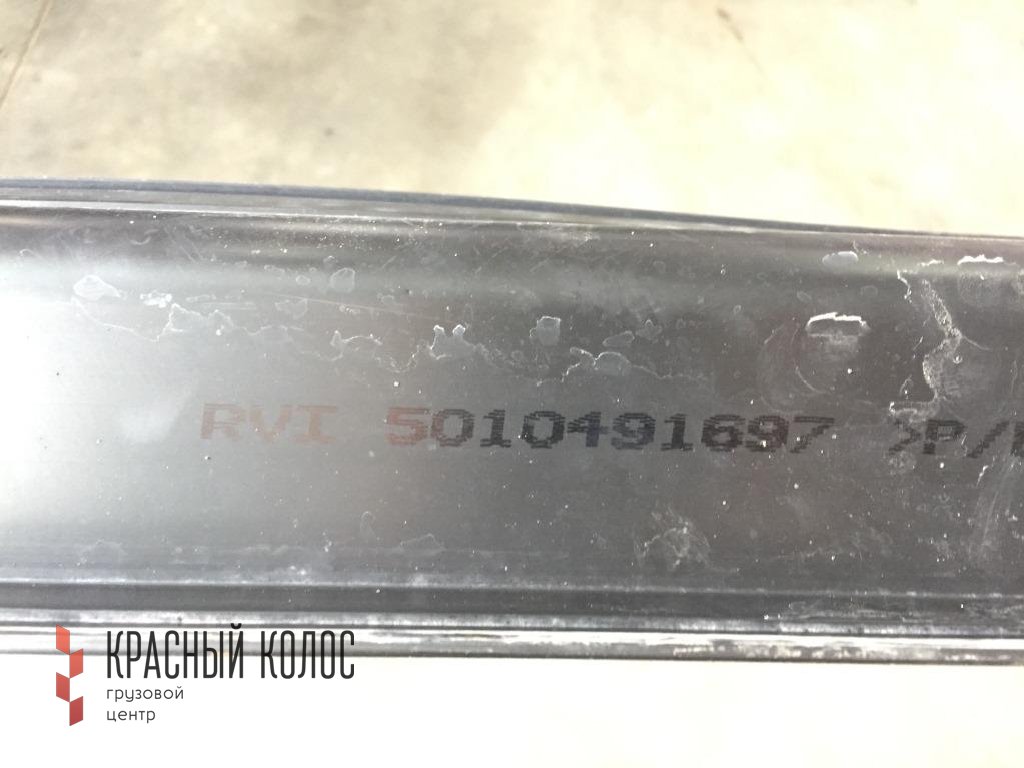 RVI 5010491697 >P/
КРАСНЫЙ КОЛОС
грузовой
центр